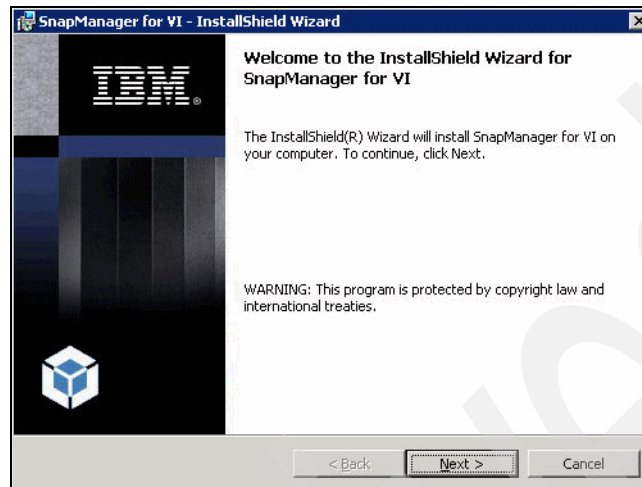 SnapManager for VI - InstallShield Wizard
IBM®
Welcome to the InstallShield Wizard for
SnapManager for VI
The InstallShield(R) Wizard will install SnapManager for VI on
your computer. To continue, click Next.
WARNING: This program is protected by copyright law and
international treaties.
< Back
Next >
Cancel